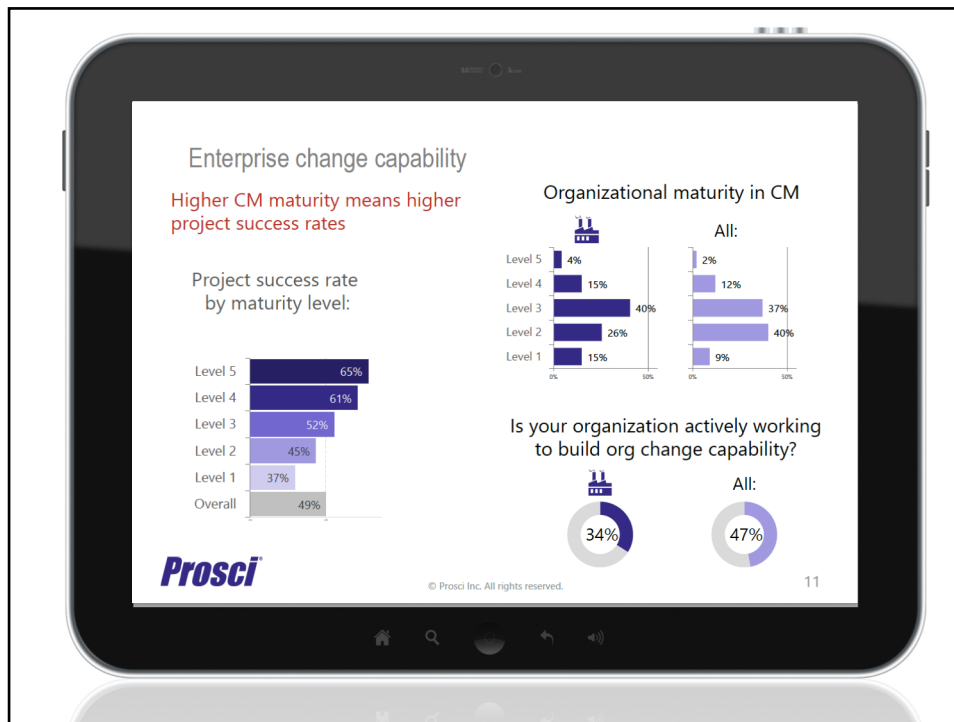 Enterprise change capability
Higher CM maturity means higher
project success rates
Project success rate
by maturity level:
Level 5 65%
Level 4 61%
Level 3 52%
Level 2 45%
Level 1 37%
Overall 49%
Organizational maturity in CM
All:
Level 5 4% 2%
Level 4 15% 12%
Level 3 40% 37%
Level 2 26% 40%
Level 1 15% 9%
0% 50% 0% 50%
Is your organization actively working
to build org change capability?
All:
34% 47%
Prosci®
© Prosci Inc. All rights reserved.
11